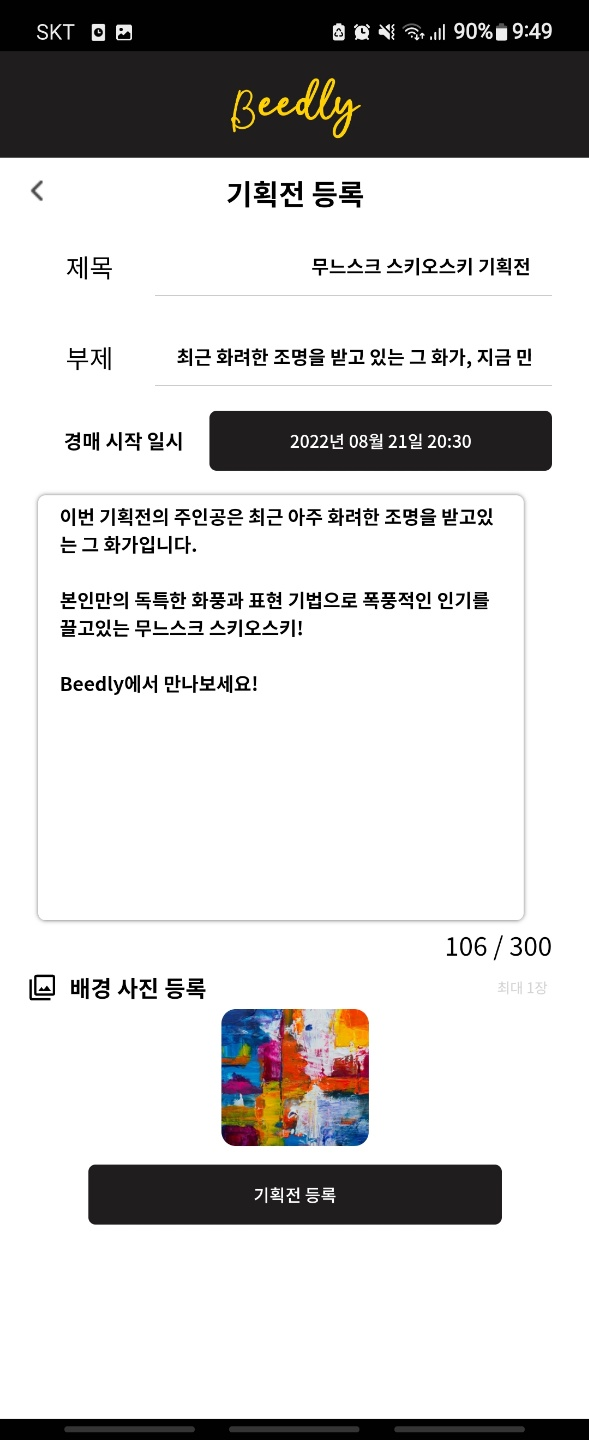 SKT 90% 9:49
Beedly
기획전 등록
제목 무느스크 스키오스키 기획전
부제 최근 화려한 조명을 받고 있는 그 화가, 지금 민
경매 시작 일시 2022년 08월 21일 20:30
이번 기획전의 주인공은 최근 아주 화려한 조명을 받고있
는 그 화가입니다.
본인만의 독특한 화풍과 표현 기법으로 폭풍적인 인기를
끌고있는 무느스크 스키오스키!
Beedly에서 만나보세요!
106 / 300
배경 사진 등록 최대 1장
기획전 등록